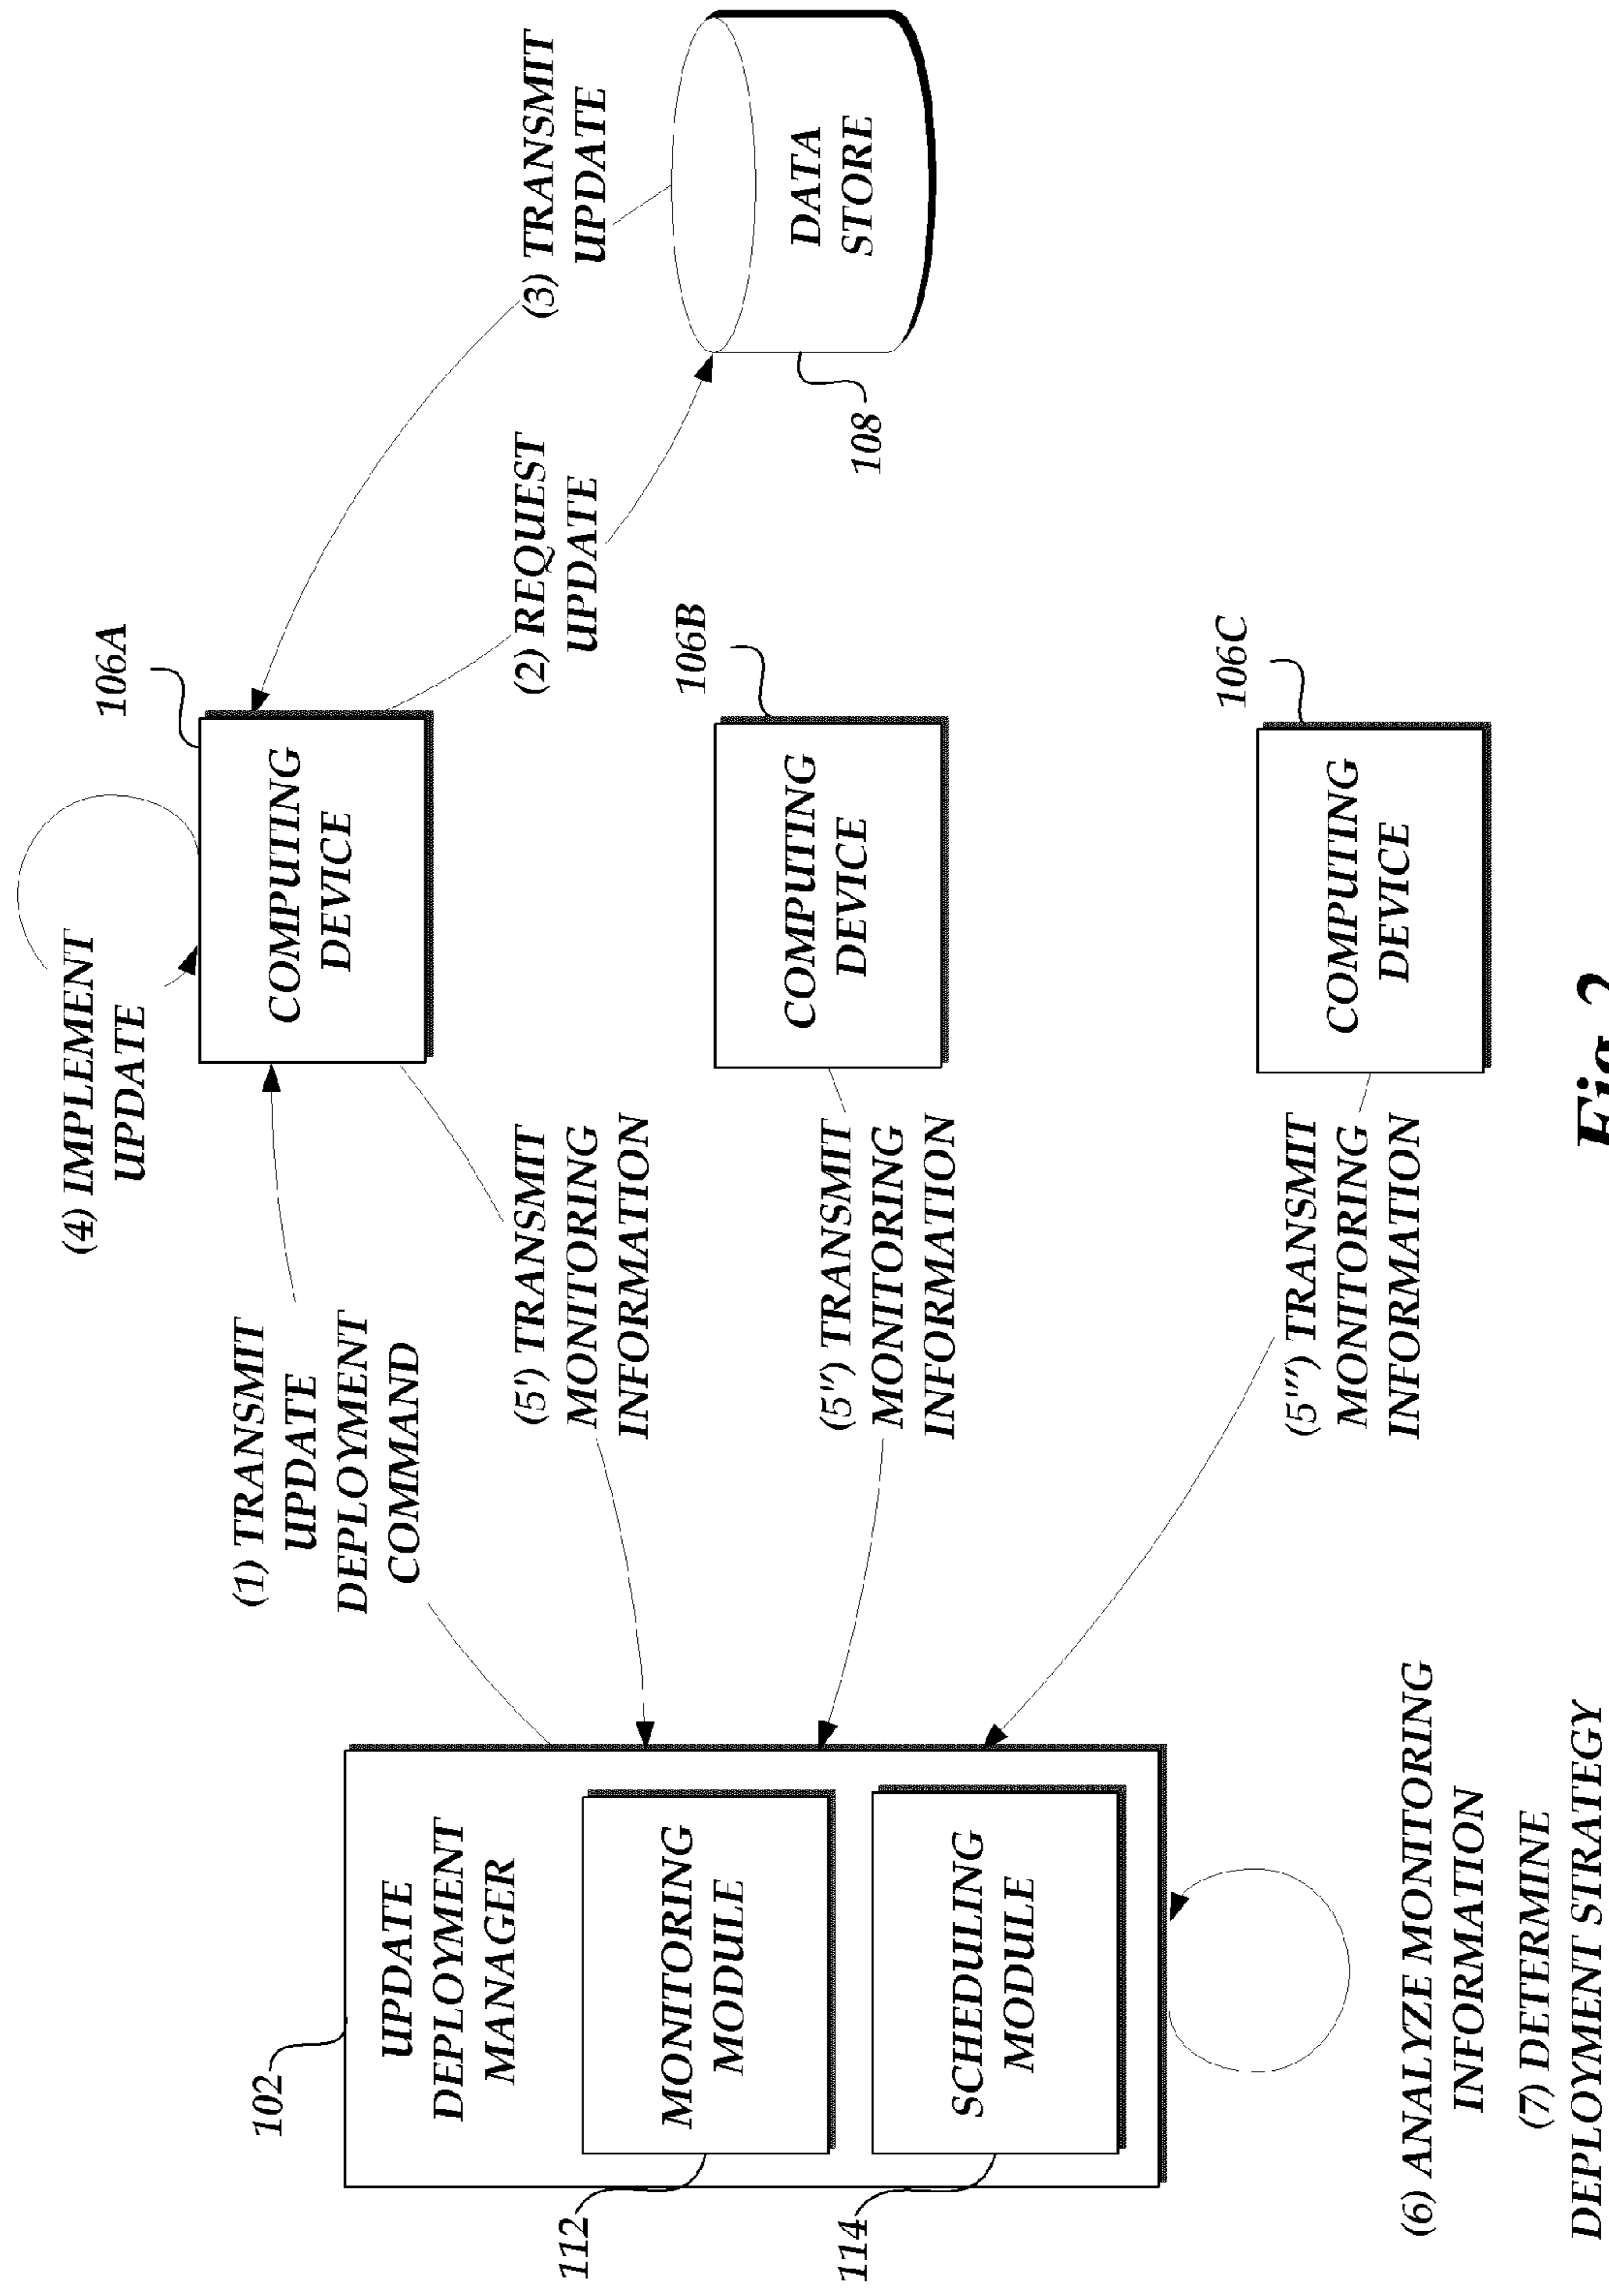 102
UPDATE
DEPLOYMENT
MANAGER
112
MONITORING
MODULE
114
SCHEDULING
MODULE
(6) ANALYZE MONITORING
INFORMATION
(7) DETERMINE
DEPLOYMENT STRATEGY
(1) TRANSMIT
UPDATE
DEPLOYMENT
COMMAND
(5') TRANSMIT
MONITORING
INFORMATION
(5'') TRANSMIT
MONITORING
INFORMATION
(5''') TRANSMIT
MONITORING
INFORMATION
(4) IMPLEMENT
UPDATE
106A
COMPUTING
DEVICE
106B
COMPUTING
DEVICE
106C
COMPUTING
DEVICE
(2) REQUEST
UPDATE
(3) TRANSMIT
UPDATE
108
DATA
STORE
Fig. 2